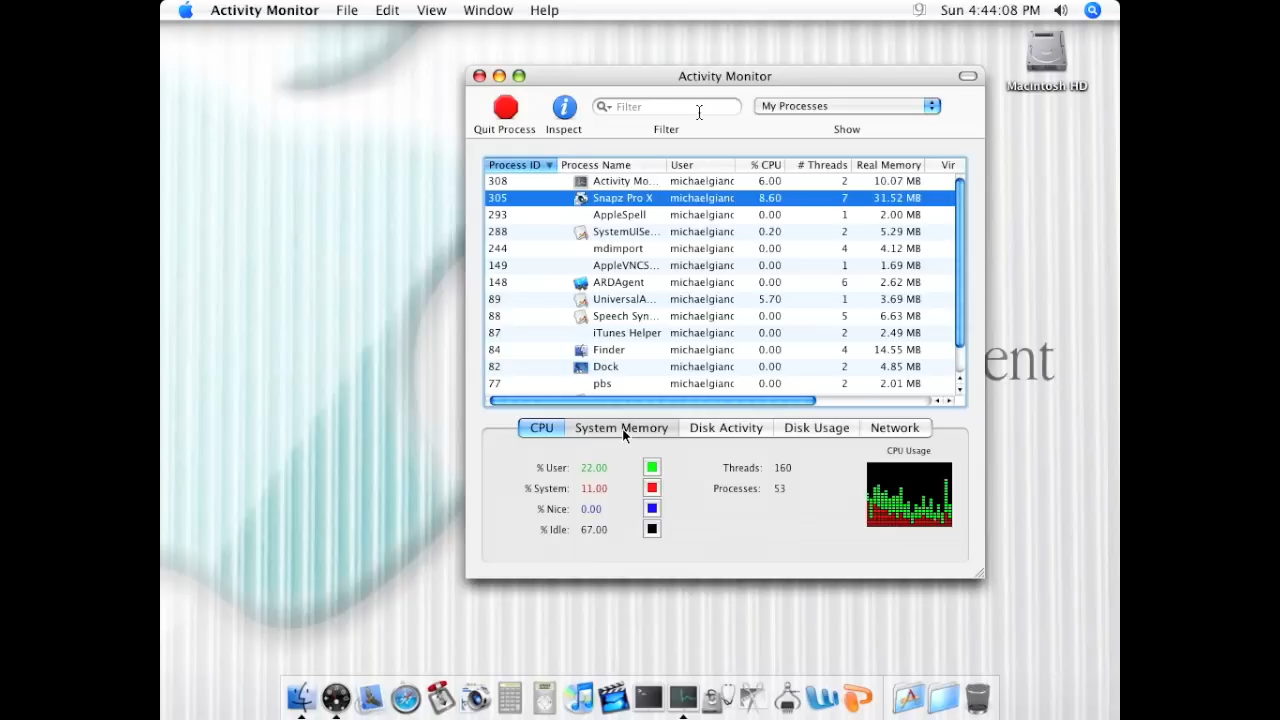 Activity Monitor File Edit View Window Help Sun 4:44:08 PM
Macintosh HD
Activity Monitor
Filter My Processes
Quit Process Inspect Filter Show
Process ID Process Name User % CPU # Threads Real Memory Vir
308 Activity Mo... michaelgianc 6.00 2 10.07 MB
305 Snapz Pro X michaelgianc 8.60 7 31.52 MB
293 AppleSpell michaelgianc 0.00 1 2.00 MB
288 SystemUISe... michaelgianc 0.20 2 5.29 MB
244 mdimport michaelgianc 0.00 4 4.12 MB
149 AppleVNCS... michaelgianc 0.00 1 1.69 MB
148 ARDAgent michaelgianc 0.00 6 2.62 MB
89 UniversalA... michaelgianc 5.70 1 3.69 MB
88 Speech Syn... michaelgianc 0.00 5 6.63 MB
87 iTunes Helper michaelgianc 0.00 2 2.49 MB
84 Finder michaelgianc 0.00 4 14.55 MB
82 Dock michaelgianc 0.00 2 4.85 MB
77 pbs michaelgianc 0.00 2 2.01 MB
ent
CPU System Memory Disk Activity Disk Usage Network
CPU Usage
% User: 22.00 Threads: 160
% System: 11.00 Processes: 53
% Nice: 0.00
% Idle: 67.00